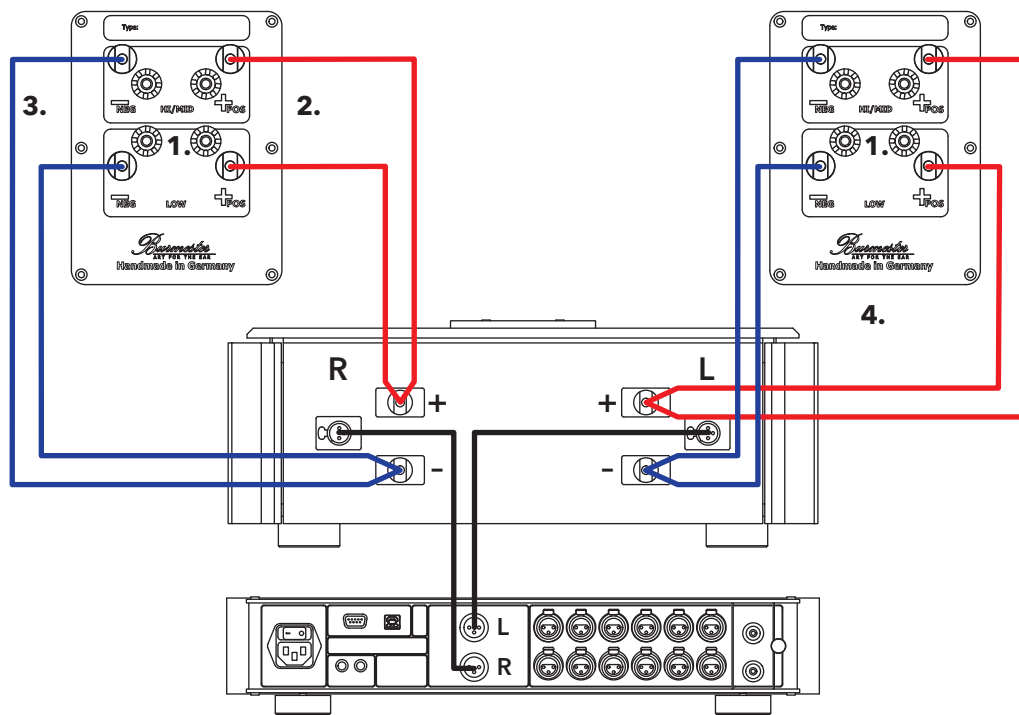 Type:
NEG HI/MID POS
1.
NEG LOW POS
Burmester
ART FOR THE EAR
Handmade in Germany
3.
2.
Type:
NEG HI/MID POS
1.
NEG LOW POS
Burmester
ART FOR THE EAR
Handmade in Germany
4.
R L
+ +
- -
L
R